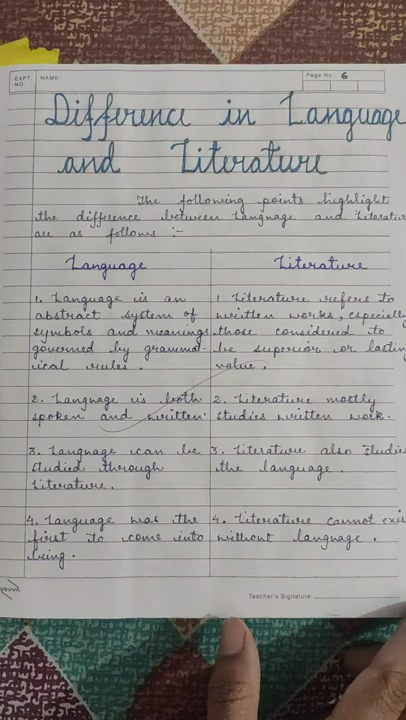 EXPT. NO.
NAME:
Page No.: 6
Difference in Language
and Literature
The following points highlight
the difference between Language and Literature
are as follows :-
Language
Literature
1. Language is an
abstract system of
symbols and meanings
governed by grammat-
ical rules.
2. Language is both
spoken and written
3. Language can be
studied through
Literature.
4. Language was the
first to come into
being.
1 Literature refers to
written works, especially
those considered to
be superior or lastin
value.
2. Literature mostly
studies written work.
3. Literature also studies
the language.
4. Literature cannot exis
without language.
Teacher's Signature: